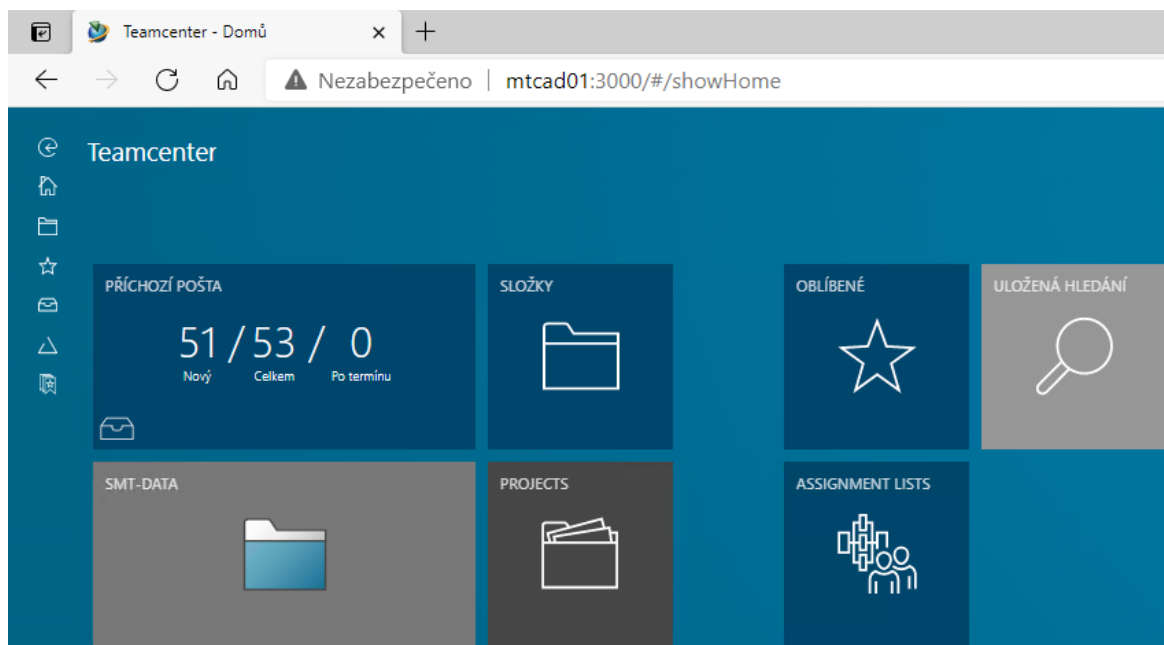 Teamcenter - Domů
Nezabezpečeno | mtcad01:3000/#/showHome
Teamcenter
PŘÍCHOZÍ POŠTA
51 / 53 / 0
Nový Celkem Po termínu
SLOŽKY
OBLÍBENÉ
ULOŽENÁ HLEDÁNÍ
SMT-DATA
PROJECTS
ASSIGNMENT LISTS